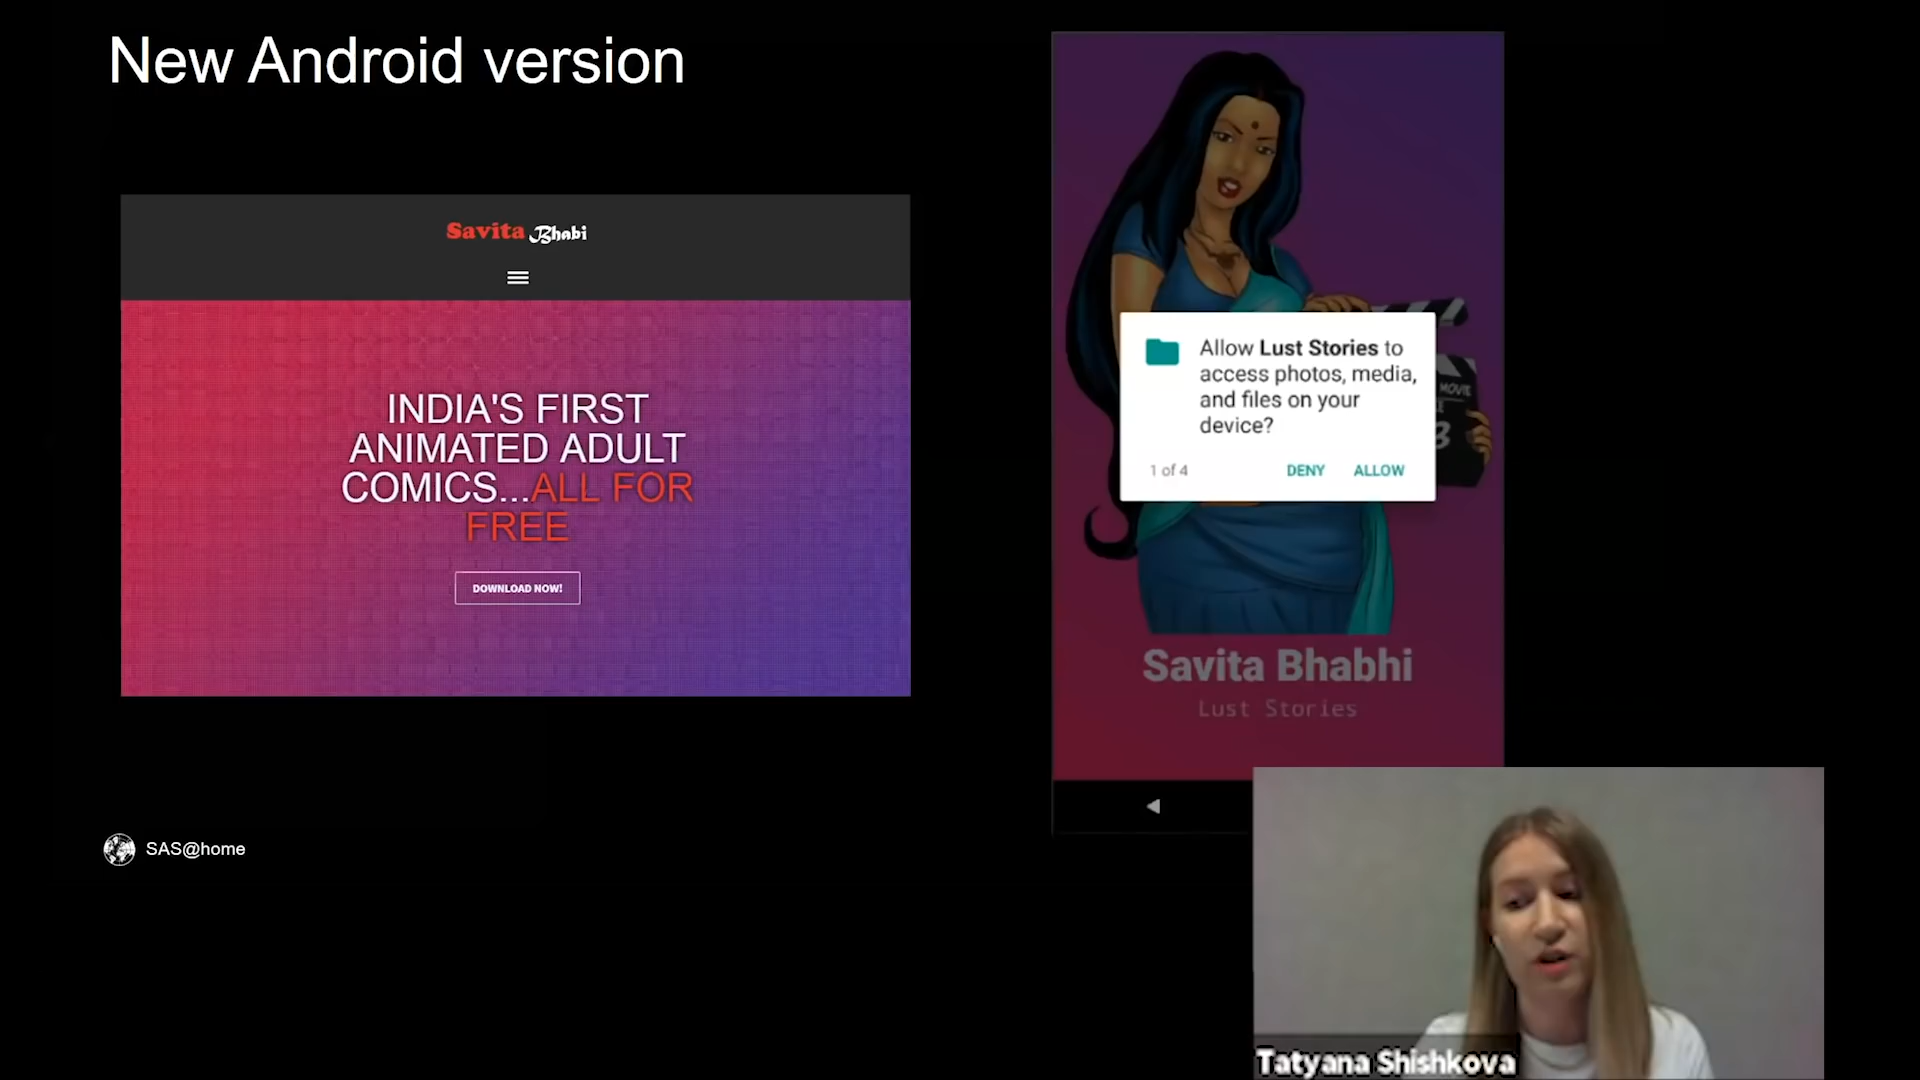 New Android version
Savita Bhabi
INDIA'S FIRST
ANIMATED ADULT
COMICS...ALL FOR
FREE
DOWNLOAD NOW!
Allow Lust Stories to
access photos, media,
and files on your
device?
1 of 4
DENY
ALLOW
MOVIE
3
Savita Bhabhi
Lust Stories
SAS@home
Tatyana Shishkova